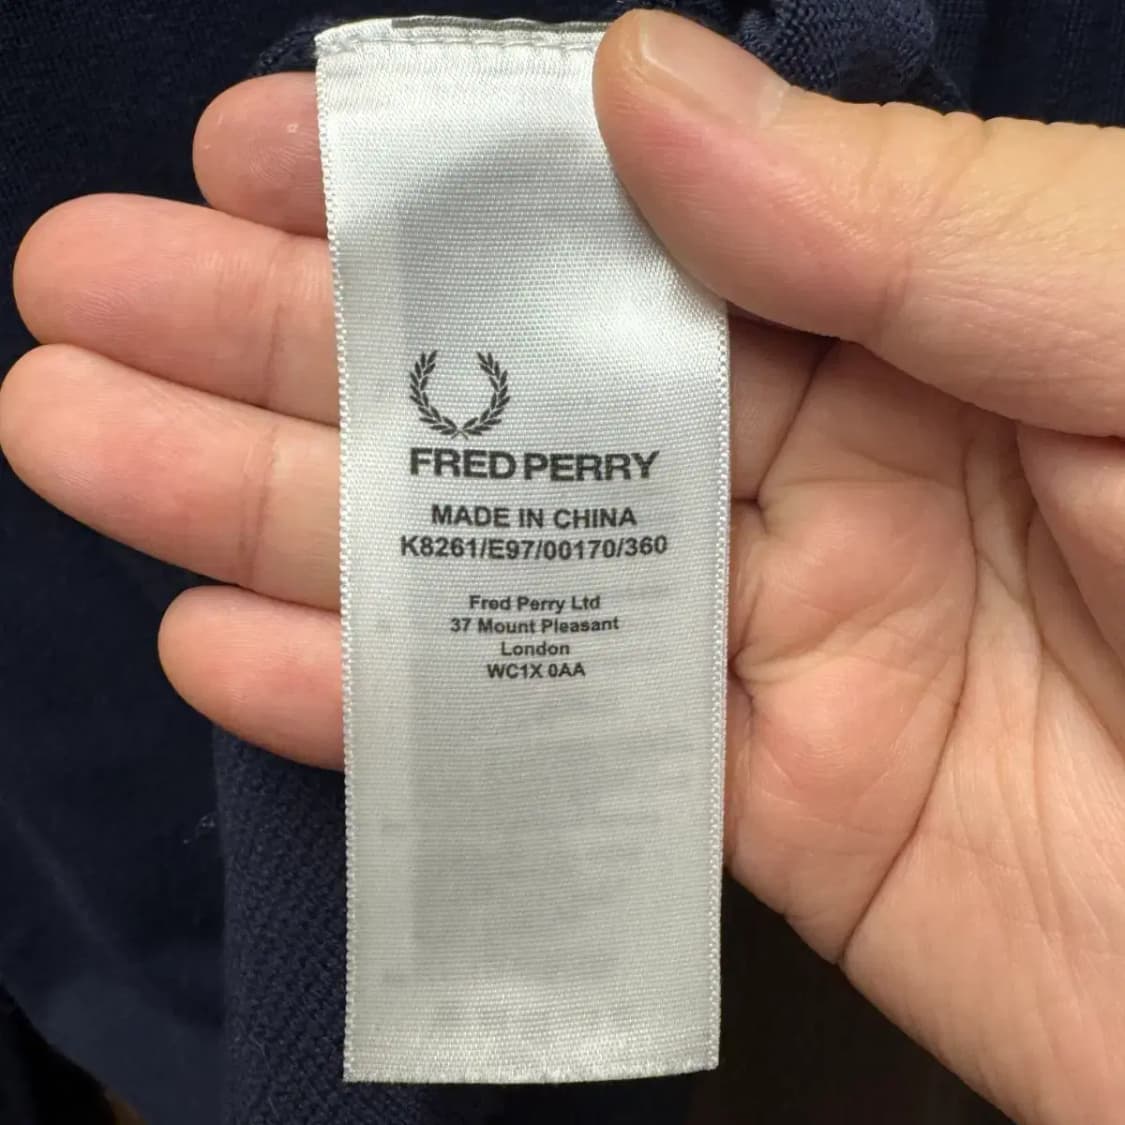 FRED PERRY
MADE IN CHINA
K8261/E97/00170/360
Fred Perry Ltd
37 Mount Pleasant
London
WC1X 0AA